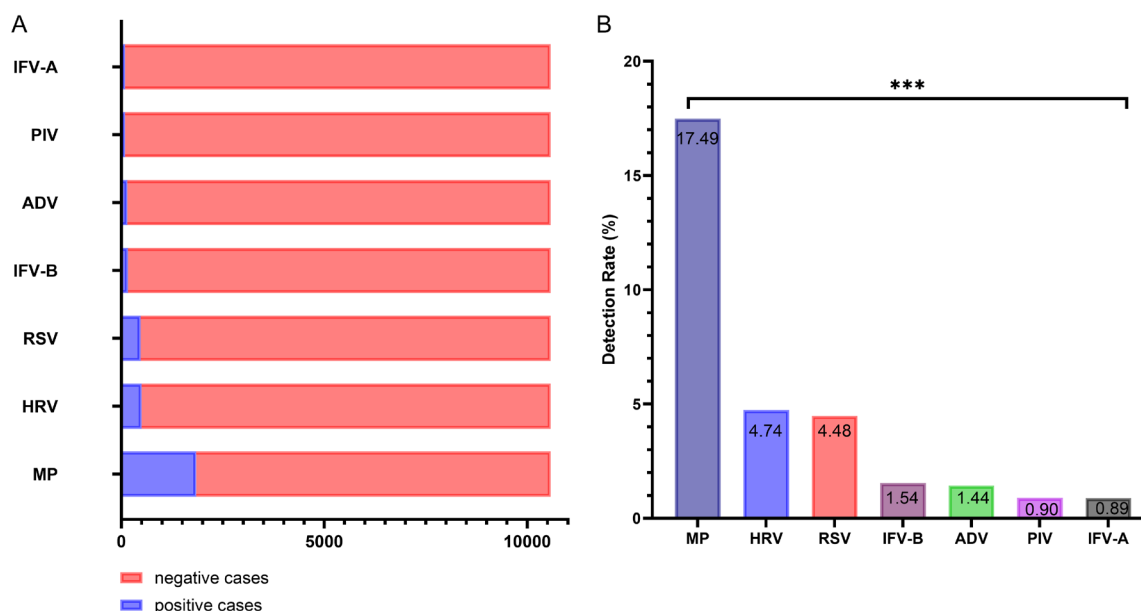 A
IFV-A
PIV
ADV
IFV-B
RSV
HRV
MP
0 5000 10000
negative cases
positive cases
B
***
Detection Rate (%)
20
15
10
5
0
17.49
4.74
4.48
1.54
1.44
0.90
0.89
MP HRV RSV IFV-B ADV PIV IFV-A